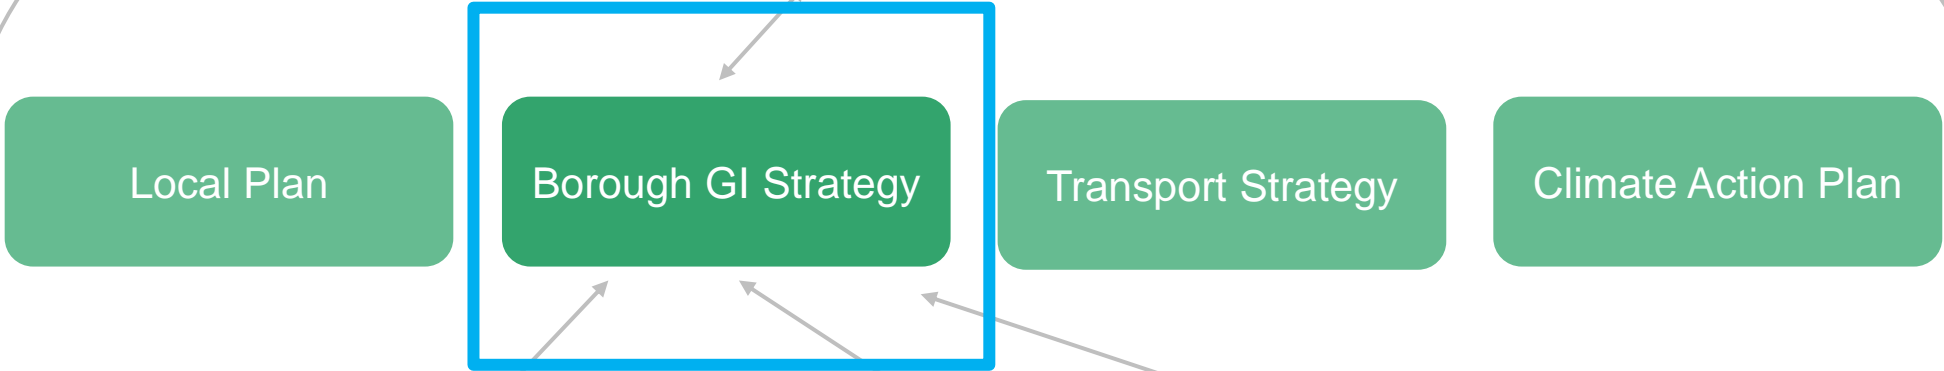 Local Plan
Borough GI Strategy
Transport Strategy
Climate Action Plan